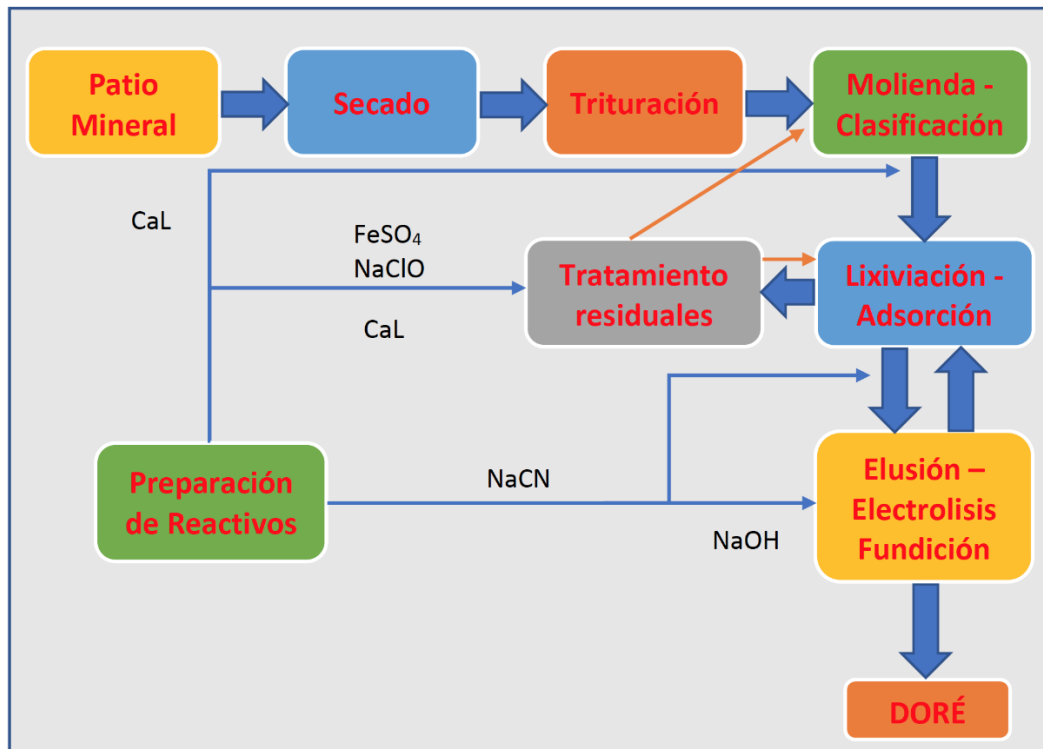 Patio
Mineral
Secado
Trituración
Molienda -
Clasificación
CaL
FeSO₄
NaClO
CaL
Tratamiento
residuales
Lixiviación -
Adsorción
Preparación
de Reactivos
NaCN
NaOH
Elusión –
Electrolisis
Fundición
DORÉ